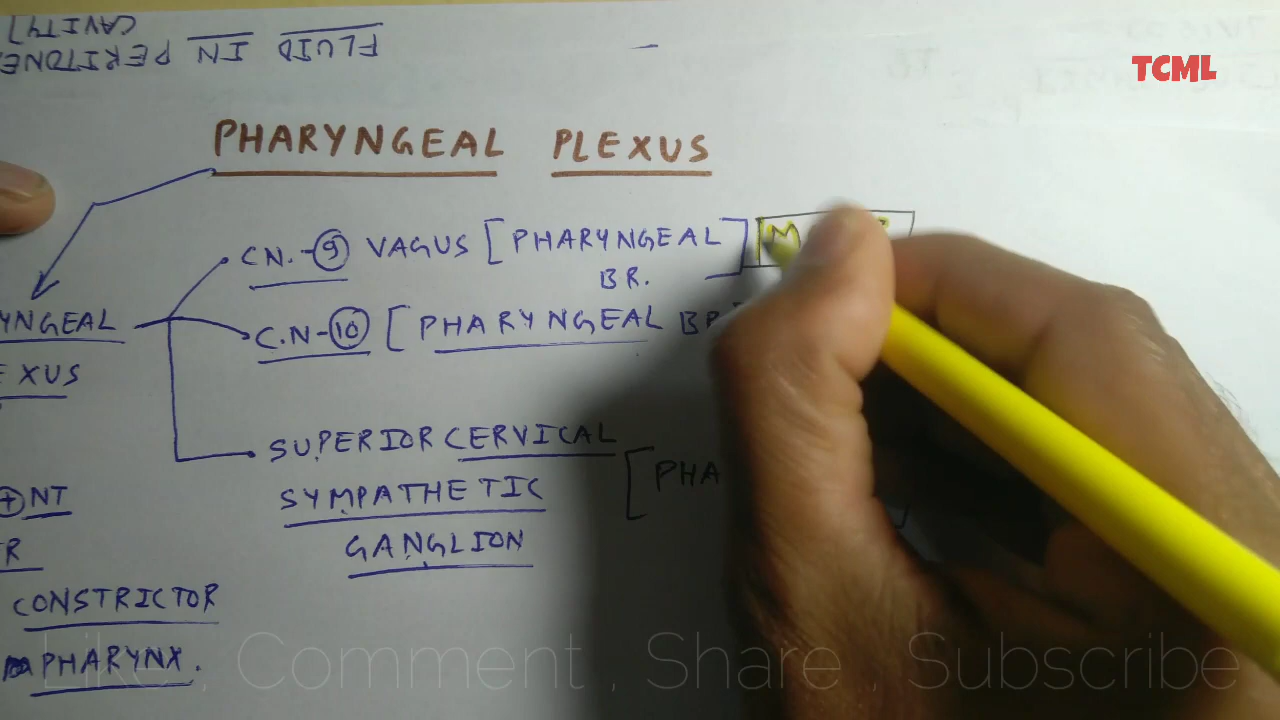 CAVITY]
FLUID IN PERITONE
TCML
PHARYNGEAL PLEXUS
CN.-9 VAGUS [PHARYNGEAL BR.]
C.N-10 [PHARYNGEAL BR
YNGEAL
EXUS
SUPERIOR CERVICAL
SYMPATHETIC
GANGLION
[PHA
+NT
R
CONSTRICTOR
PHARYNX.
Like, Comment, Share, Subscribe